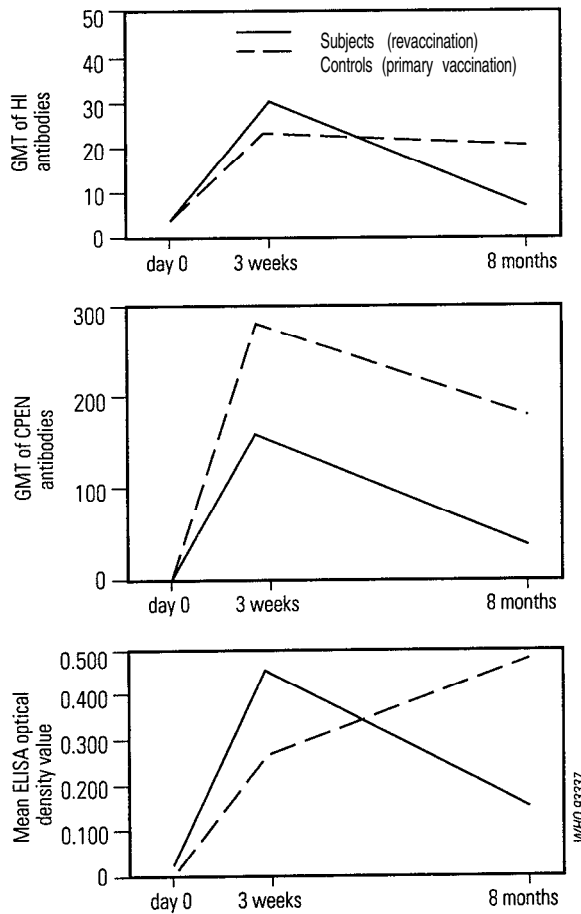 50
40
30
20
10
0
GMT of HI
antibodies
Subjects (revaccination)
Controls (primary vaccination)
day 0 3 weeks 8 months
300
200
100
0
GMT of CPEN
antibodies
day 0 3 weeks 8 months
0.500
0.400
0.300
0.200
0.100
0
Mean ELISA optical
density value
day 0 3 weeks 8 months
WHO 93237